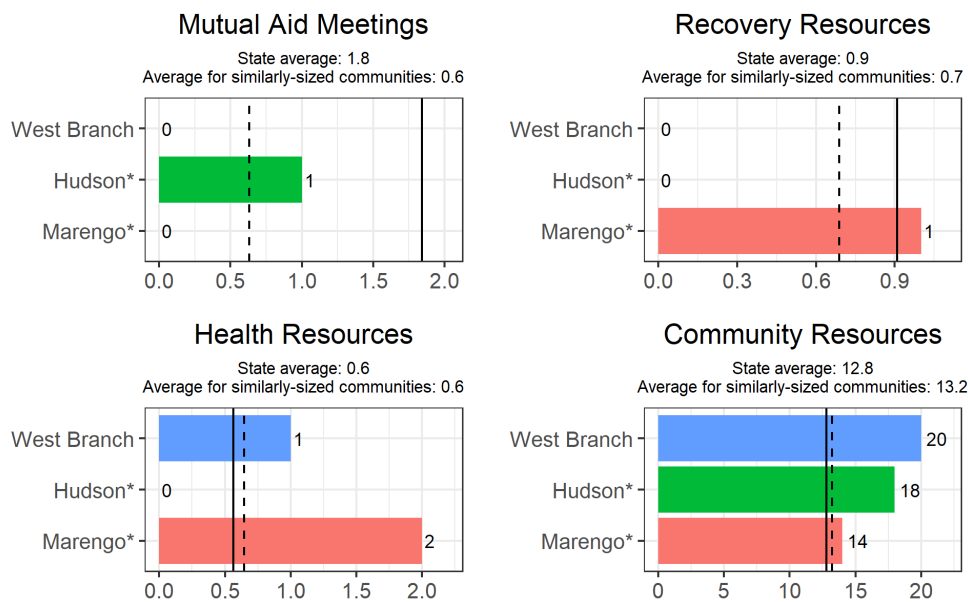 Mutual Aid Meetings
State average: 1.8
Average for similarly-sized communities: 0.6
West Branch
0
Hudson*
1
Marengo*
0
0.0 0.5 1.0 1.5 2.0
Recovery Resources
State average: 0.9
Average for similarly-sized communities: 0.7
West Branch
0
Hudson*
0
Marengo*
1
0.0 0.3 0.6 0.9
Health Resources
State average: 0.6
Average for similarly-sized communities: 0.6
West Branch
1
Hudson*
0
Marengo*
2
0.0 0.5 1.0 1.5 2.0
Community Resources
State average: 12.8
Average for similarly-sized communities: 13.2
West Branch
20
Hudson*
18
Marengo*
14
0 5 10 15 20